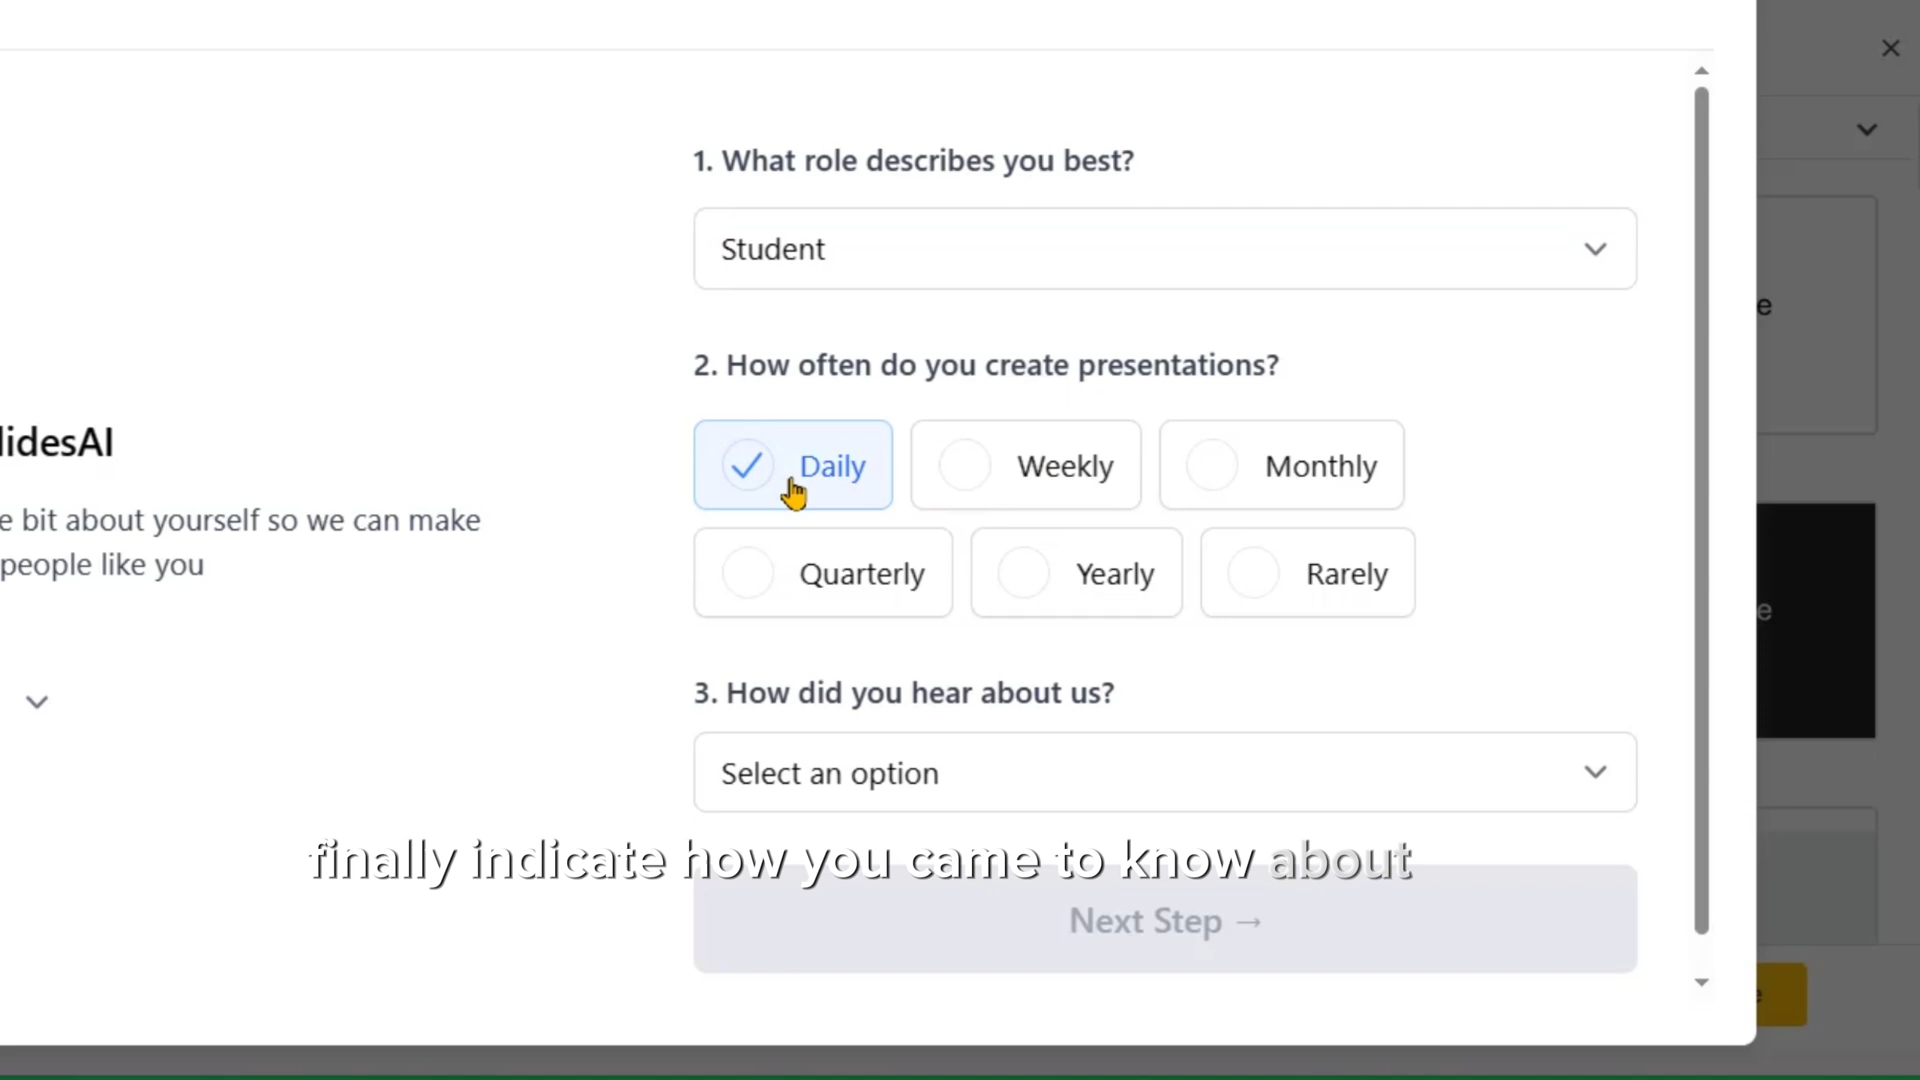 1. What role describes you best?
Student
2. How often do you create presentations?
Daily
Weekly
Monthly
Quarterly
Yearly
Rarely
3. How did you hear about us?
Select an option
Next Step →
lidesAI
e bit about yourself so we can make
people like you
finally indicate how you came to know about
e
e